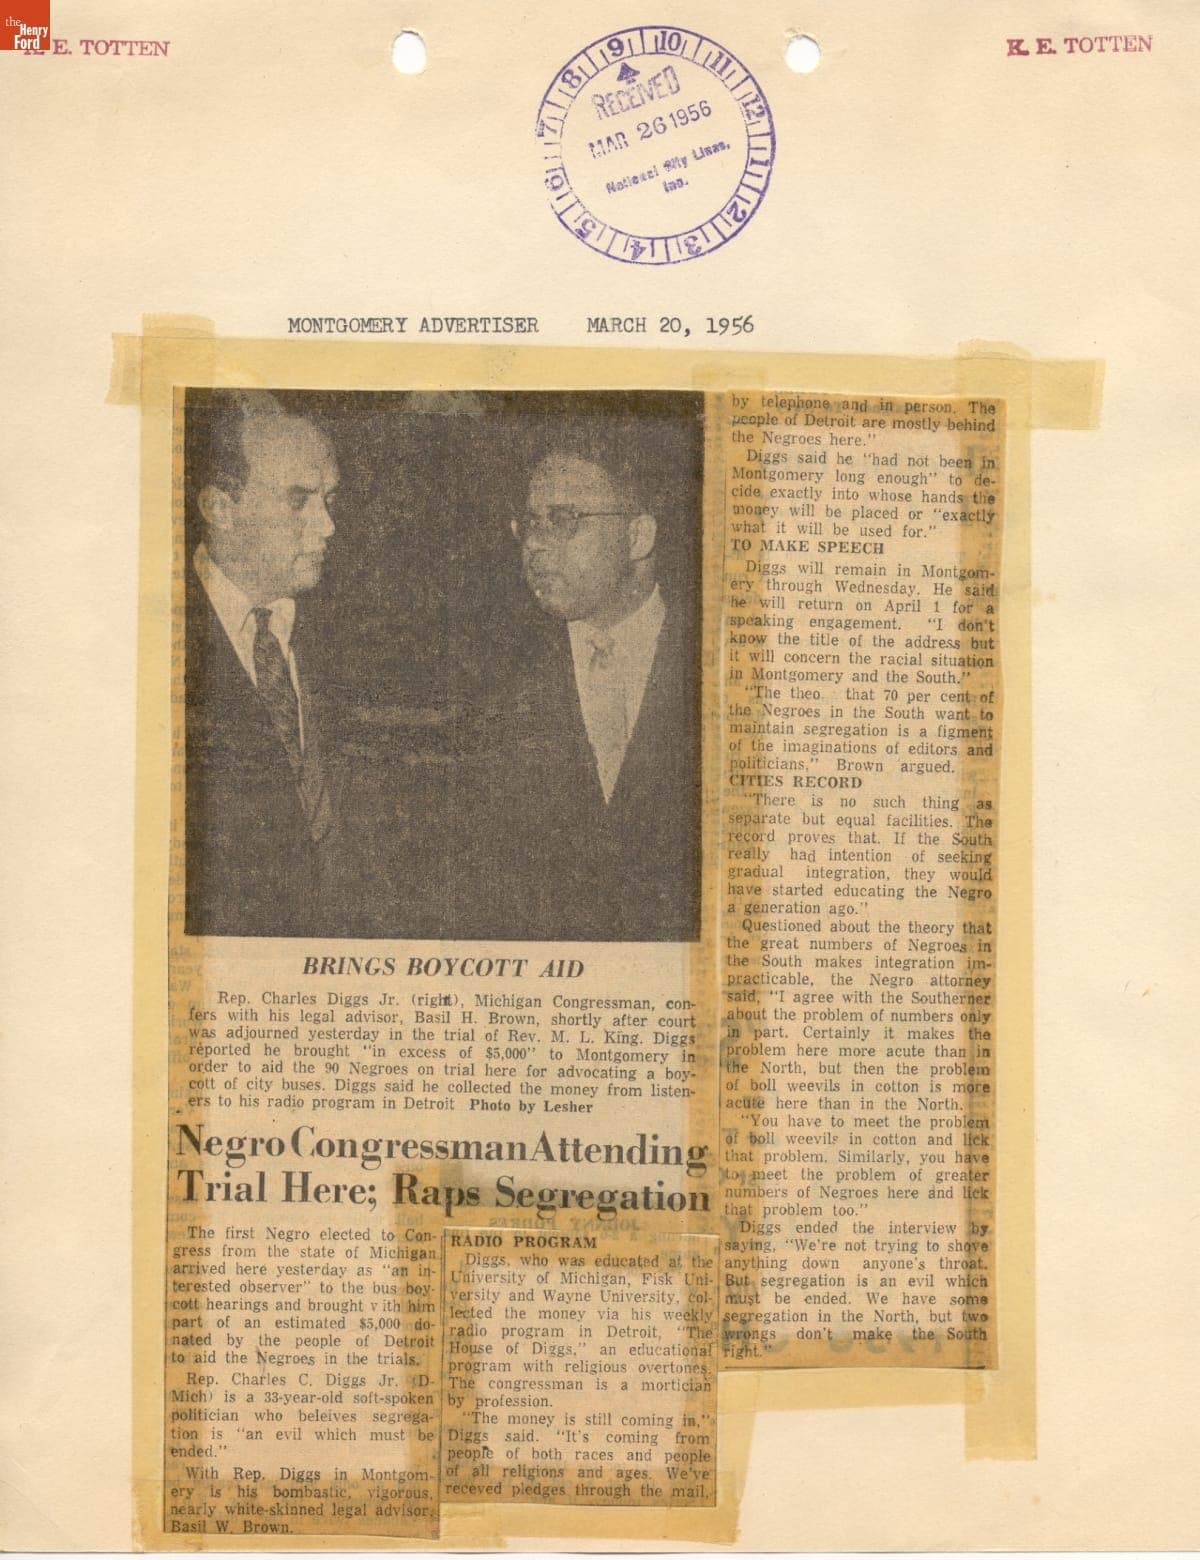 the
Henry
Ford
E. TOTTEN
K. E. TOTTEN
9 10 11 12 1 2 3 4 5 6 7 8
RECEIVED
MAR 26 1956
National City Lines,
Inc.
MONTGOMERY ADVERTISER MARCH 20, 1956
BRINGS BOYCOTT AID
Rep. Charles Diggs Jr. (right), Michigan Congressman, con-
fers with his legal advisor, Basil H. Brown, shortly after court
was adjourned yesterday in the trial of Rev. M. L. King. Diggs
reported he brought "in excess of $5,000" to Montgomery in
order to aid the 90 Negroes on trial here for advocating a boy-
cott of city buses. Diggs said he collected the money from listen-
ers to his radio program in Detroit Photo by Lesher
Negro Congressman Attending
Trial Here; Raps Segregation
The first Negro elected to Con-
gress from the state of Michigan
arrived here yesterday as "an in-
terested observer" to the bus boy-
cott hearings and brought with him
part of an estimated $5,000 do-
nated by the people of Detroit
to aid the Negroes in the trials.
Rep. Charles C. Diggs Jr. (D-
Mich) is a 33-year-old soft-spoken
politician who beleives segrega-
tion is "an evil which must be
ended."
With Rep. Diggs in Montgom-
ery is his bombastic, vigorous,
nearly white-skinned legal advisor,
Basil W. Brown.
RADIO PROGRAM
Diggs, who was educated at the
University of Michigan, Fisk Uni-
versity and Wayne University, col-
lected the money via his weekly
radio program in Detroit, "The
House of Diggs," an educational
program with religious overtones.
The congressman is a mortician
by profession.
"The money is still coming in,"
Diggs said. "It's coming from
people of both races and people
of all religions and ages. We've
receved pledges through the mail,
by telephone and in person. The
people of Detroit are mostly behind
the Negroes here."
Diggs said he "had not been in
Montgomery long enough" to de-
cide exactly into whose hands the
money will be placed or "exactly
what it will be used for."
TO MAKE SPEECH
Diggs will remain in Montgom-
ery through Wednesday. He said
he will return on April 1 for a
speaking engagement. "I don't
know the title of the address but
it will concern the racial situation
in Montgomery and the South."
"The theo that 70 per cent of
the Negroes in the South want to
maintain segregation is a figment
of the imaginations of editors and
politicians," Brown argued.
CITIES RECORD
"There is no such thing as
separate but equal facilities. The
record proves that. If the South
really had intention of seeking
gradual integration, they would
have started educating the Negro
a generation ago."
Questioned about the theory that
the great numbers of Negroes in
the South makes integration im-
practicable, the Negro attorney
said, "I agree with the Southerner
about the problem of numbers only
in part. Certainly it makes the
problem here more acute than in
the North, but then the problem
of boll weevils in cotton is more
acute here than in the North.
"You have to meet the problem
of boll weevils in cotton and lick
that problem. Similarly, you have
to meet the problem of greater
numbers of Negroes here and lick
that problem too."
Diggs ended the interview by
saying, "We're not trying to shove
anything down anyone's throat.
But segregation is an evil which
must be ended. We have some
segregation in the North, but two
wrongs don't make the South
right."